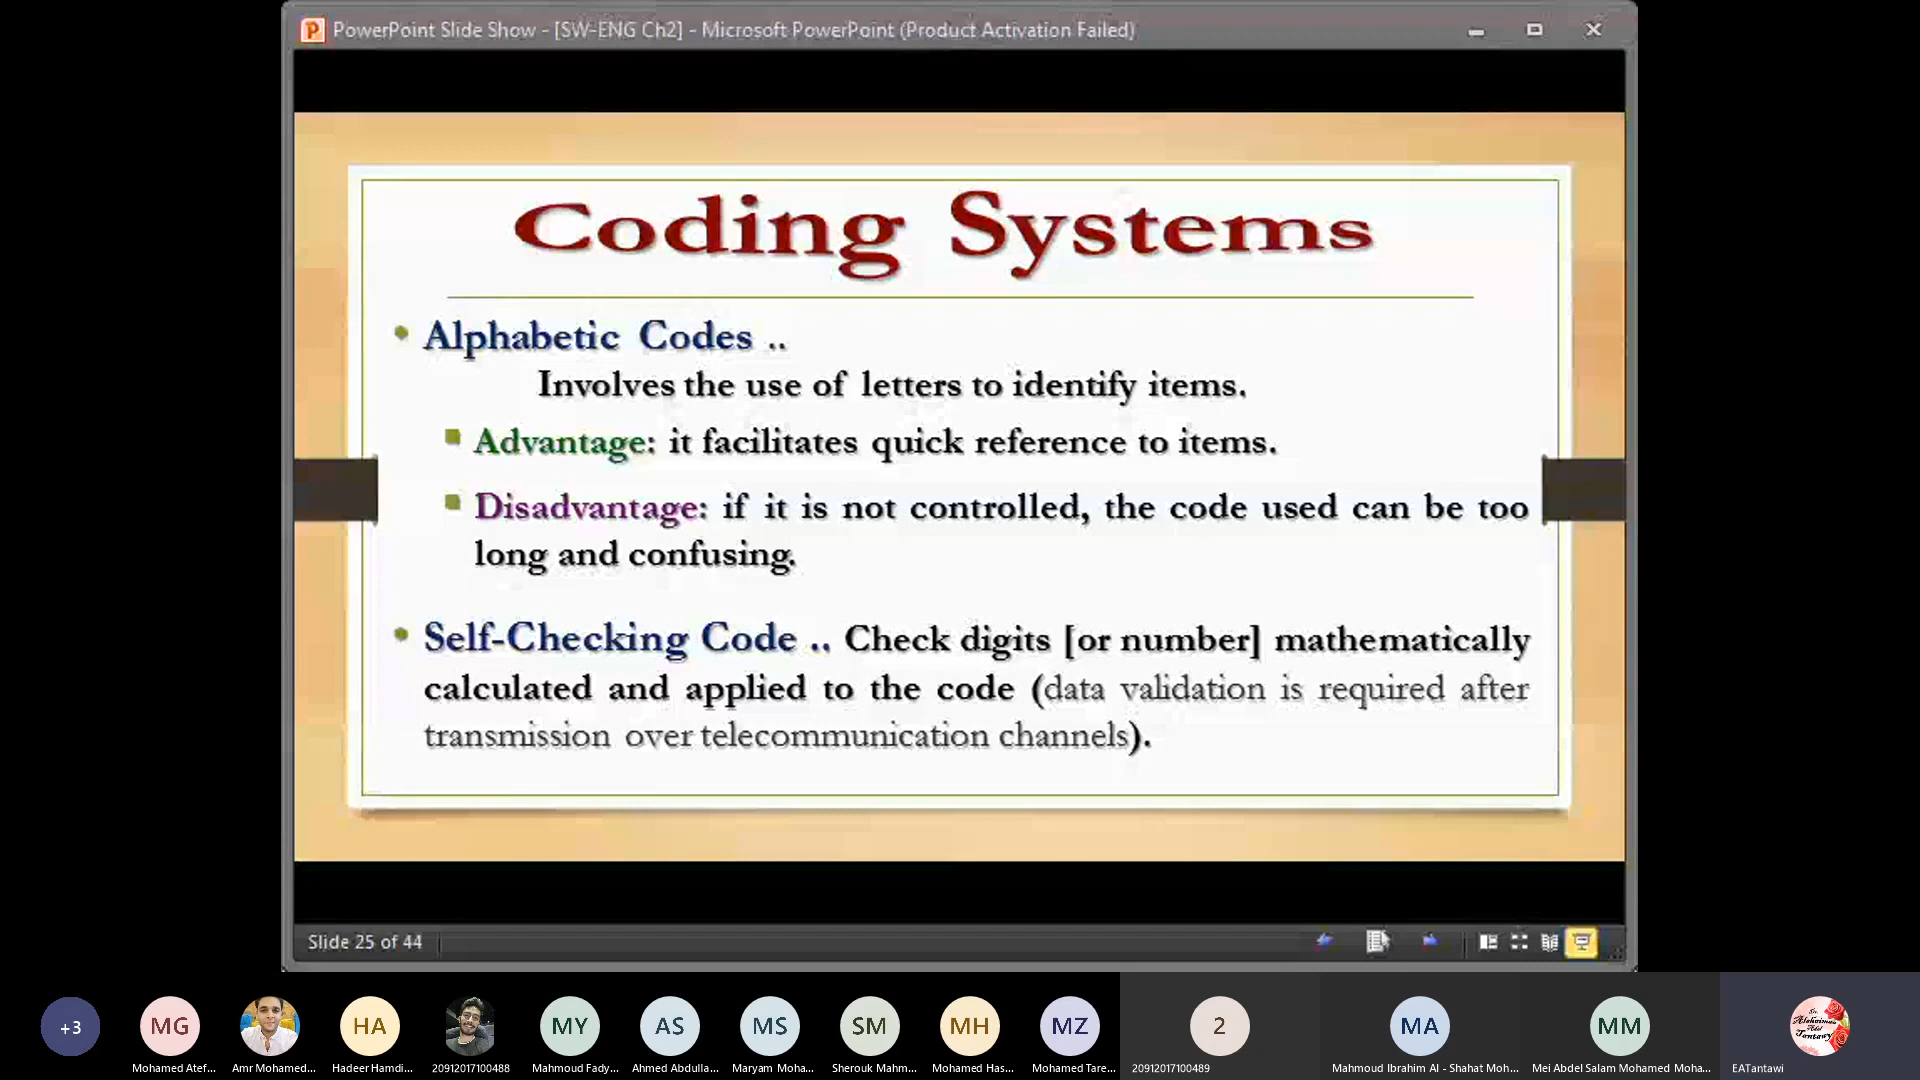 PowerPoint Slide Show - [SW-ENG Ch2] - Microsoft PowerPoint (Product Activation Failed)
Coding Systems
• Alphabetic Codes ..
Involves the use of letters to identify items.
Advantage: it facilitates quick reference to items.
Disadvantage: if it is not controlled, the code used can be too
long and confusing.
• Self-Checking Code .. Check digits [or number] mathematically
calculated and applied to the code (data validation is required after
transmission over telecommunication channels).
Slide 25 of 44
+3 MG HA MY AS MS SM MH MZ 2 MA MM
Mohamed Atef... Amr Mohamed... Hadeer Hamdi... 20912017100488 Mahmoud Fady... Ahmed Abdulla... Maryam Moha... Sherouk Mahm... Mohamed Has... Mohamed Tare... 20912017100489 Mahmoud Ibrahim Al - Shahat Moh... Mei Abdel Salam Mohamed Moha... EATantawi